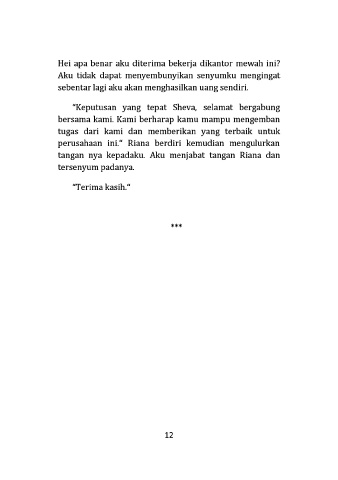 Hei apa benar aku diterima bekerja dikantor mewah ini?
Aku tidak dapat menyembunyikan senyumku mengingat
sebentar lagi aku akan menghasilkan uang sendiri.
"Keputusan yang tepat Sheva, selamat bergabung
bersama kami. Kami berharap kamu mampu mengemban
tugas dari kami dan memberikan yang terbaik untuk
perusahaan ini." Riana berdiri kemudian mengulurkan
tangan nya kepadaku. Aku menjabat tangan Riana dan
tersenyum padanya.
"Terima kasih."
***
12